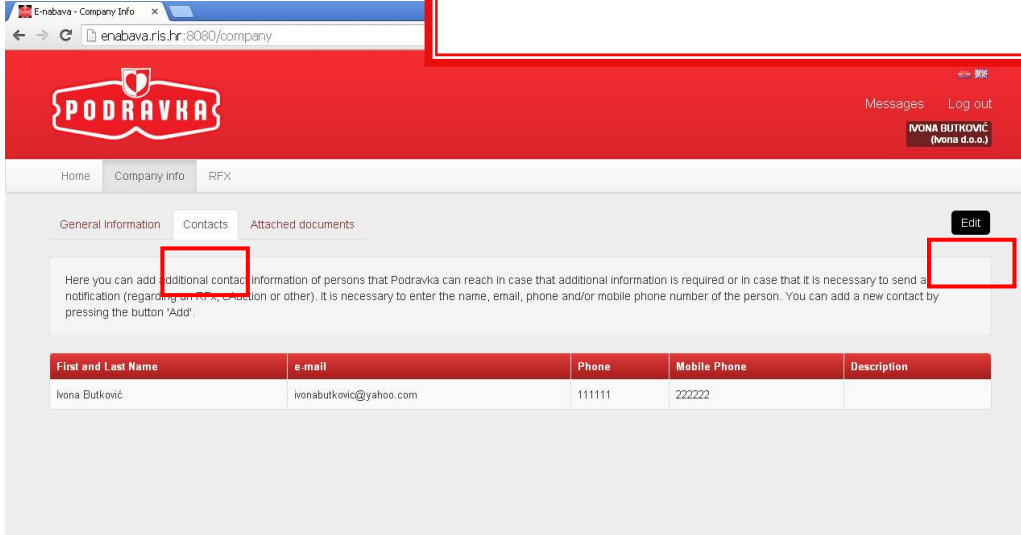 E-nabava - Company Info
enabava.ris.hr:8080/company
PODRAVKA
Messages Log out
IVONA BUTKOVIĆ
(Ivona d.o.o.)
Home Company info RFX
General Information Contacts Attached documents Edit
Here you can add additional contact information of persons that Podravka can reach in case that additional information is required or in case that it is necessary to send a
notification (regarding an RFx, eAuction or other). It is necessary to enter the name, email, phone and/or mobile phone number of the person. You can add a new contact by
pressing the button 'Add'.
First and Last Name e-mail Phone Mobile Phone Description
Ivona Butković ivonabutkovic@yahoo.com 111111 222222